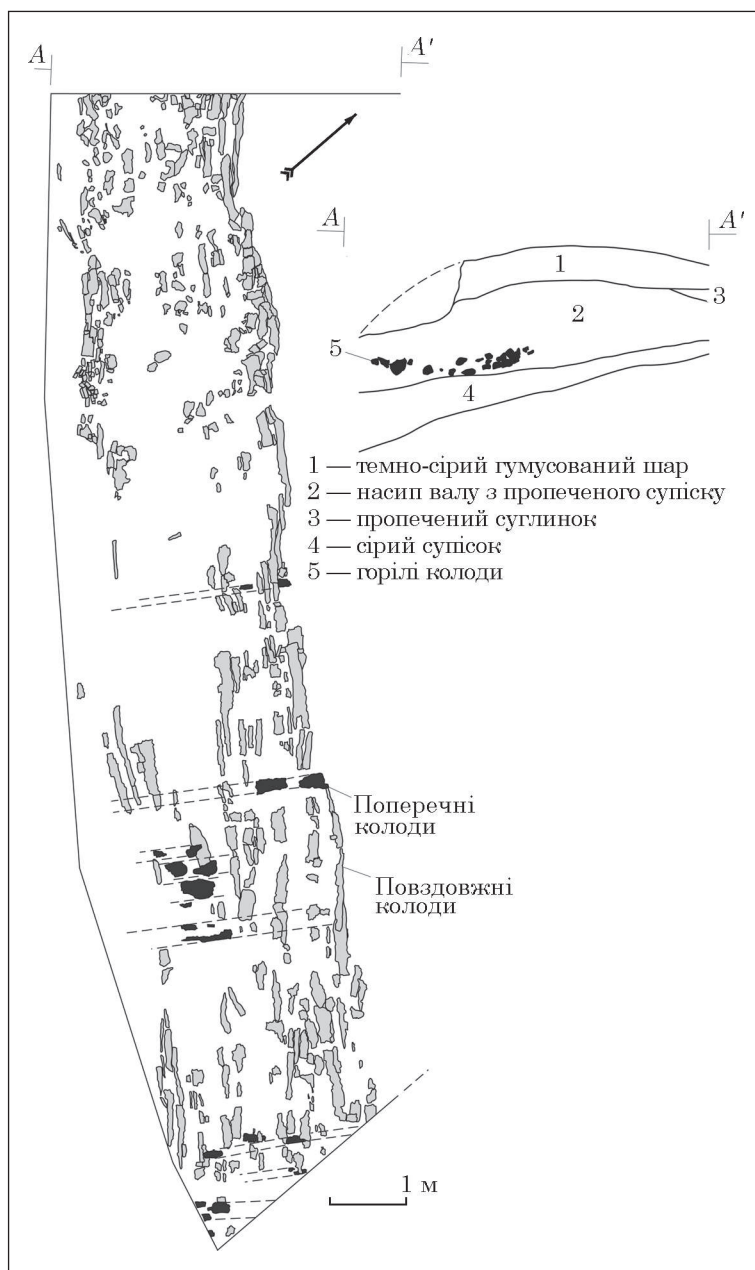 A
A′
A
A′
1
2
3
5
4
1 — темно-сірий гумусований шар
2 — насип валу з пропеченого супіску
3 — пропечений суглинок
4 — сірий супісок
5 — горілі колоди
Поперечні
колоди
Повздовжні
колоди
1 м